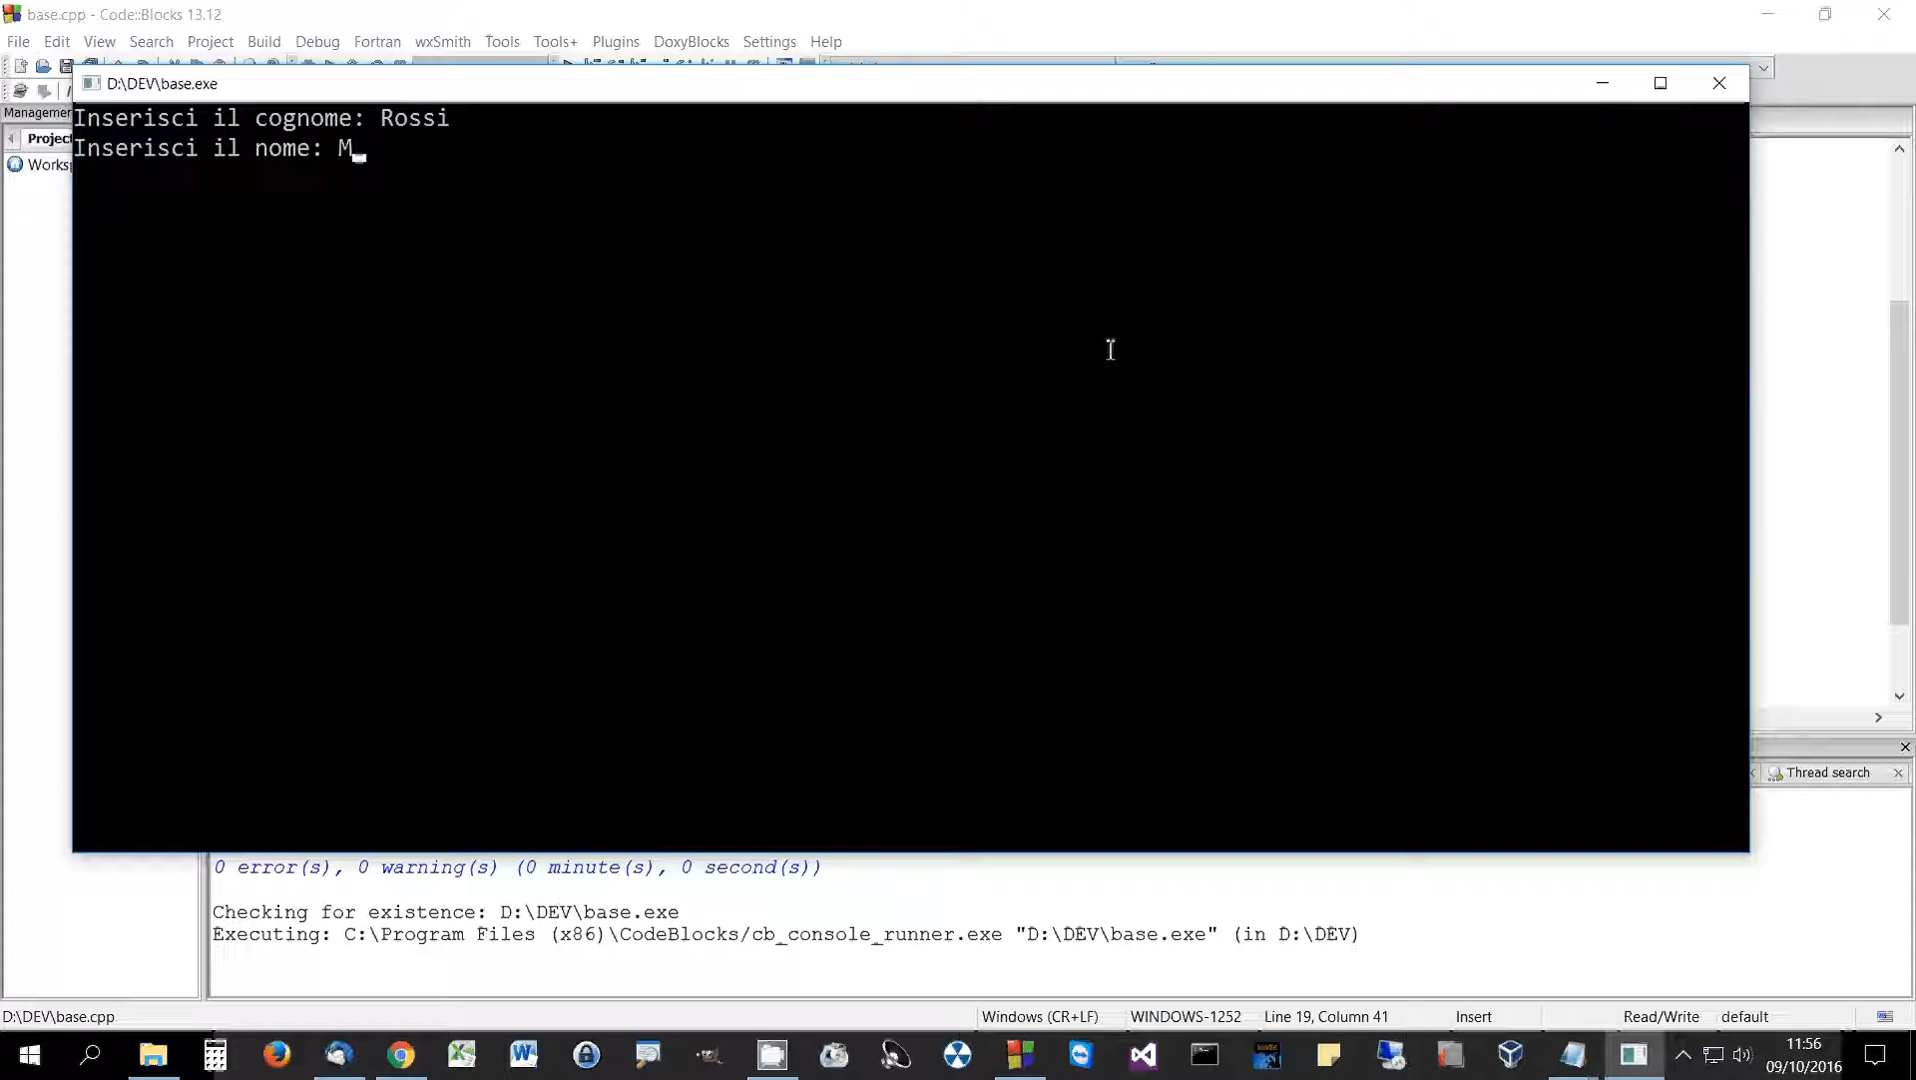 base.cpp - Code::Blocks 13.12
File Edit View Search Project Build Debug Fortran wxSmith Tools Tools+ Plugins DoxyBlocks Settings Help
D:\DEV\base.exe
Managemen
Inserisci il cognome: Rossi
Projec
Inserisci il nome: M_
Worksp
Thread search
0 error(s), 0 warning(s) (0 minute(s), 0 second(s))
Checking for existence: D:\DEV\base.exe
Executing: C:\Program Files (x86)\CodeBlocks/cb_console_runner.exe "D:\DEV\base.exe" (in D:\DEV)
D:\DEV\base.cpp Windows (CR+LF) WINDOWS-1252 Line 19, Column 41 Insert Read/Write default
11:56
09/10/2016